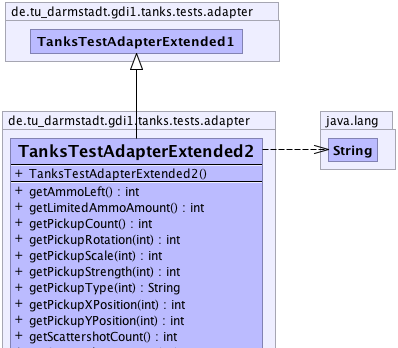 de.tu_darmstadt.gdi1.tanks.tests.adapter
TanksTestAdapterExtended1
de.tu_darmstadt.gdi1.tanks.tests.adapter
java.lang
TanksTestAdapterExtended2
String
+ TanksTestAdapterExtended2()
+ getAmmoLeft() : int
+ getLimitedAmmoAmount() : int
+ getPickupCount() : int
+ getPickupRotation(int) : int
+ getPickupScale(int) : int
+ getPickupStrength(int) : int
+ getPickupType(int) : String
+ getPickupXPosition(int) : int
+ getPickupYPosition(int) : int
+ getScattershotCount() : int